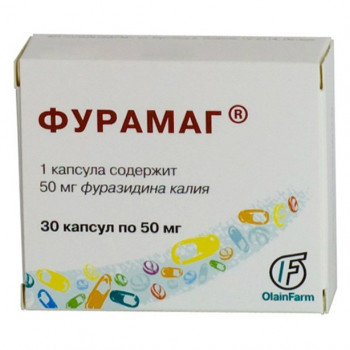 ФУРАМАГ®
1 капсула содержит
50 мг фуразидина калия
30 капсул по 50 мг
OlainFarm